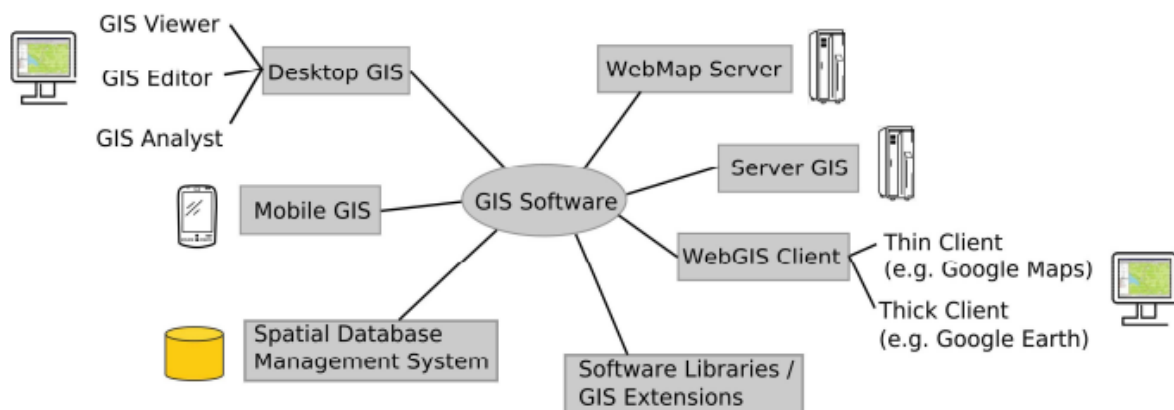 GIS Viewer
GIS Editor
GIS Analyst
Desktop GIS
WebMap Server
Server GIS
Mobile GIS
GIS Software
WebGIS Client
Thin Client
(e.g. Google Maps)
Thick Client
(e.g. Google Earth)
Spatial Database
Management System
Software Libraries /
GIS Extensions